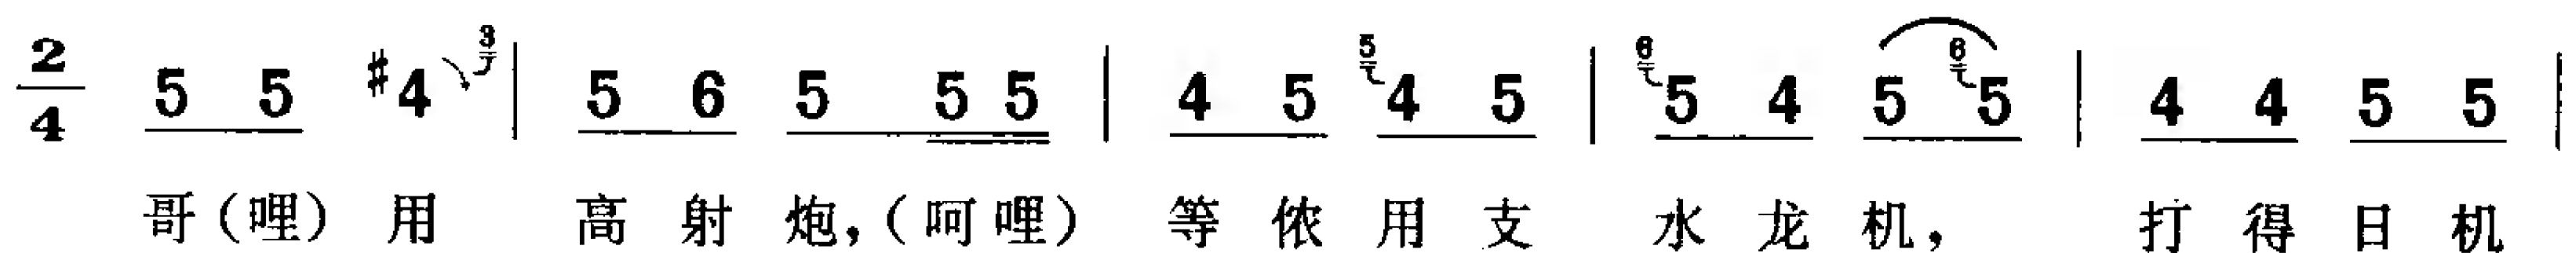 2/4 5 5 #4 3 | 5 6 5 5 5 | 4 5 5 4 5 | 6 5 4 5 6 5 | 4 4 5 5 |
哥(哩) 用 高 射 炮,(呵 哩) 等 侬 用 支 水 龙 机, 打 得 日 机